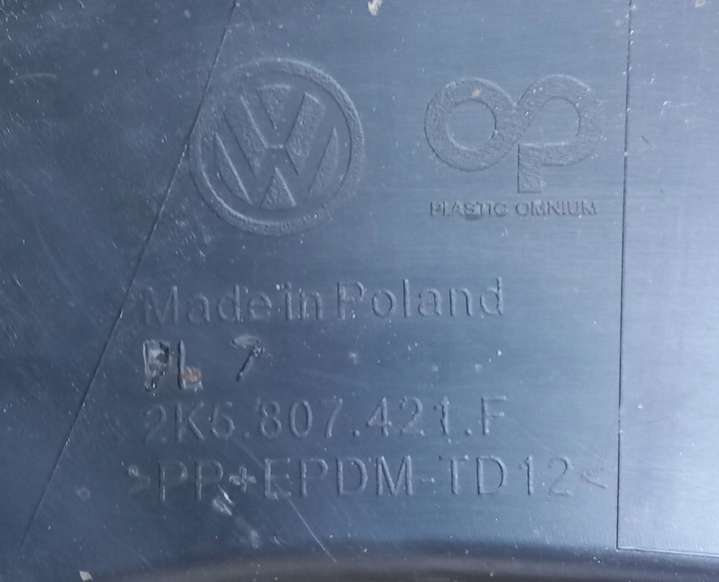 PLASTIC OMNIUM
Made in Poland
PL 7
2K5.807.421.F
>PP+EPDM-TD12<